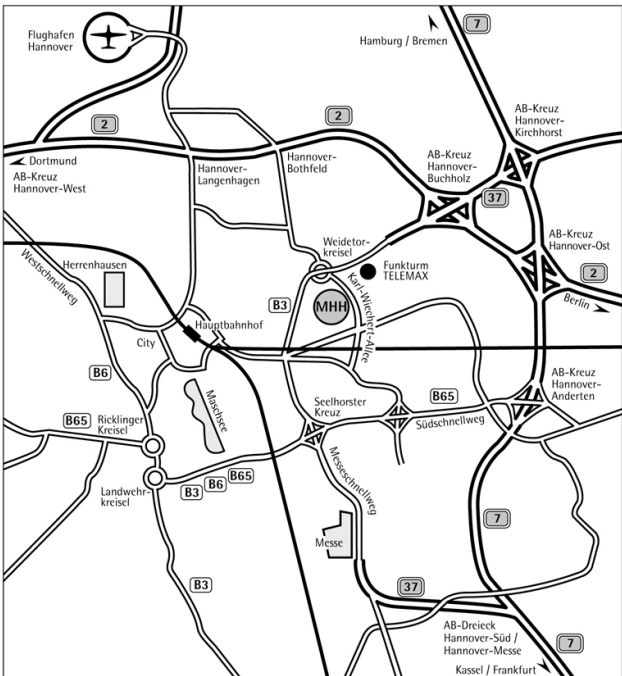 7
Flughafen
Hannover
Hamburg / Bremen
AB-Kreuz
Hannover-
Kirchhorst
2
2
Dortmund
AB-Kreuz
Hannover-West
Hannover-
Langenhagen
Hannover-
Bothfeld
AB-Kreuz
Hannover-
Buchholz
37
AB-Kreuz
Hannover-Ost
Weidetor-
kreisel
Funkturm
TELEMAX
2
Berlin
Westschnellweg
Herrenhausen
B3
MHH
Karl-Wiechert-Allee
Hauptbahnhof
City
B6
AB-Kreuz
Hannover-
Anderten
Maschsee
Seelhorster
Kreuz
B65
Südschnellweg
B65
Ricklinger
Kreisel
Landwehr-
kreisel
B3
B6
B65
Messeschnellweg
Messe
7
B3
37
AB-Dreieck
Hannover-Süd /
Hannover-Messe
7
Kassel / Frankfurt